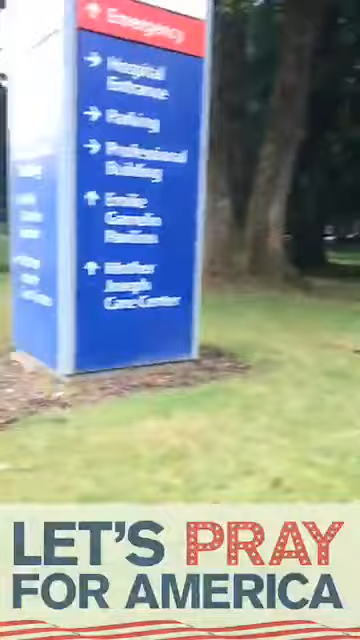 Emergency
Hospital
Entrance
Parking
Professional
Building
Emilie
Gamelin
Pavilion
Mother
Joseph
Care Center
LET'S PRAY
FOR AMERICA